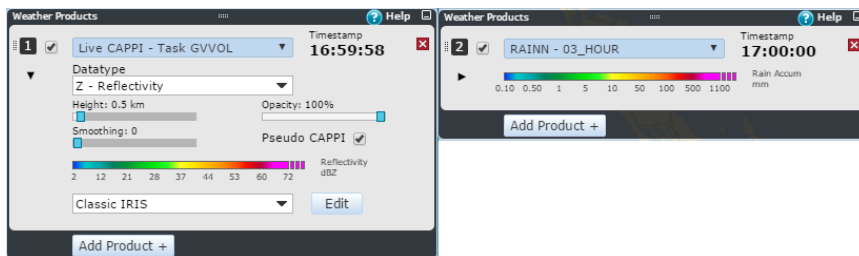 Weather Products
? Help
1
Live CAPPI - Task GVVOL
Timestamp
16:59:58
Datatype
Z - Reflectivity
Height: 0.5 km
Opacity: 100%
Smoothing: 0
Pseudo CAPPI
Reflectivity
dBZ
2 12 21 28 37 44 53 60 72
Classic IRIS
Edit
Add Product +
Weather Products
? Help
2
RAINN - 03_HOUR
Timestamp
17:00:00
Rain Accum
mm
0.10 0.50 1 5 10 50 100 500 1100
Add Product +